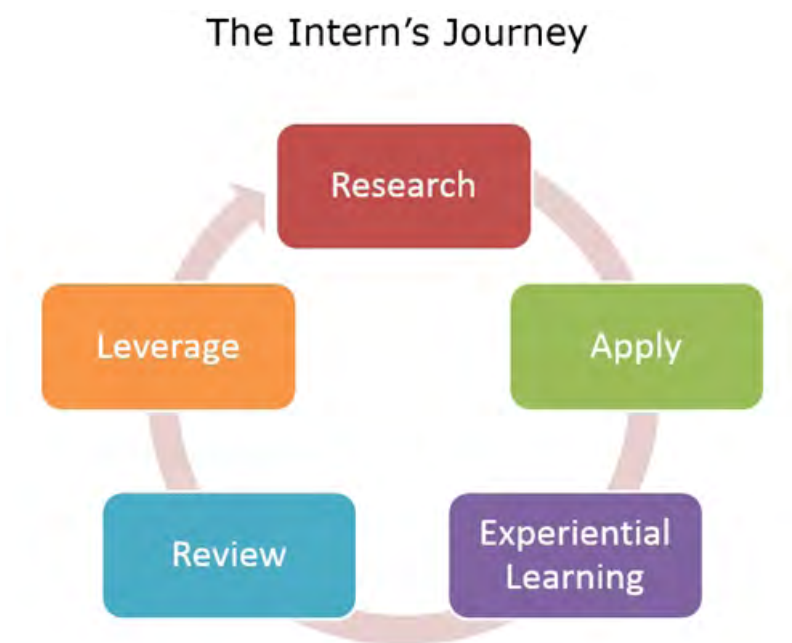 The Intern’s Journey
Research
Apply
Experiential
Learning
Review
Leverage